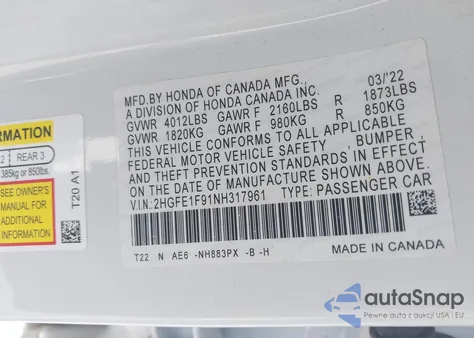 MFD.BY HONDA OF CANADA MFG., 03/'22
A DIVISION OF HONDA CANADA INC.
GVWR 4012LBS GAWR F 2160LBS R 1873LBS
GVWR 1820KG GAWR F 980KG R 850KG
THIS VEHICLE CONFORMS TO ALL APPLICABLE
FEDERAL MOTOR VEHICLE SAFETY, BUMPER,
AND THEFT PREVENTION STANDARDS IN EFFECT
ON THE DATE OF MANUFACTURE SHOWN ABOVE.
V.I.N:2HGFE1F91NH317961 TYPE: PASSENGER CAR
T22 N AE6 -NH883PX -B -H MADE IN CANADA
ORMATION
2 REAR 3
385kg or 850lbs.
SEE OWNER'S
MANUAL FOR
ADDITIONAL
INFORMATION
T20 A1
autoSnap
Pewne auta z aukcji USA i EU